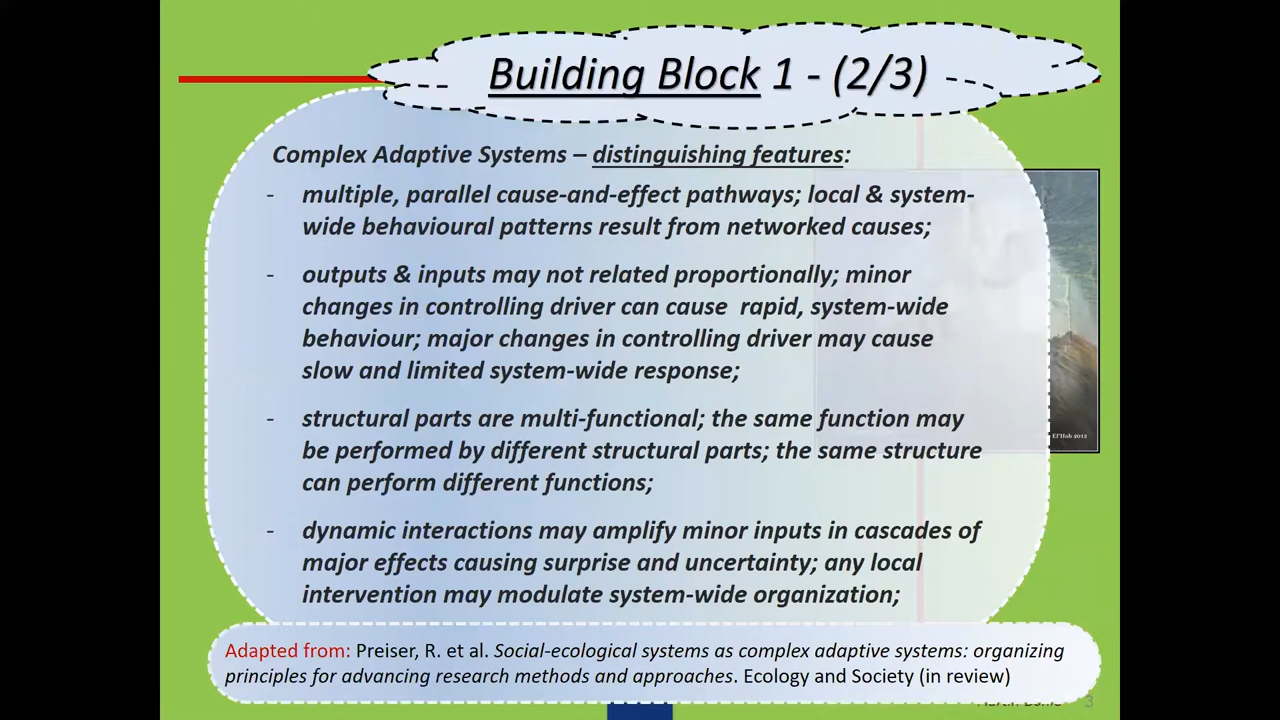 Building Block 1 - (2/3)
Complex Adaptive Systems – distinguishing features:
- multiple, parallel cause-and-effect pathways; local & system-
wide behavioural patterns result from networked causes;
- outputs & inputs may not related proportionally; minor
changes in controlling driver can cause rapid, system-wide
behaviour; major changes in controlling driver may cause
slow and limited system-wide response;
- structural parts are multi-functional; the same function may
be performed by different structural parts; the same structure
can perform different functions;
- dynamic interactions may amplify minor inputs in cascades of
major effects causing surprise and uncertainty; any local
intervention may modulate system-wide organization;
2013
Adapted from: Preiser, R. et al. Social-ecological systems as complex adaptive systems: organizing
principles for advancing research methods and approaches. Ecology and Society (in review)
3